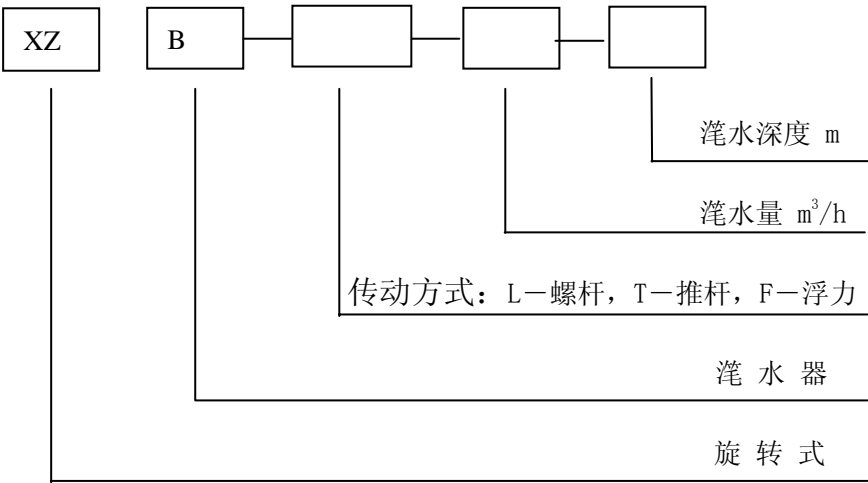 XZ B
滗水深度 m
滗水量 m³/h
传动方式：L－螺杆，T－推杆，F－浮力
滗 水 器
旋 转 式